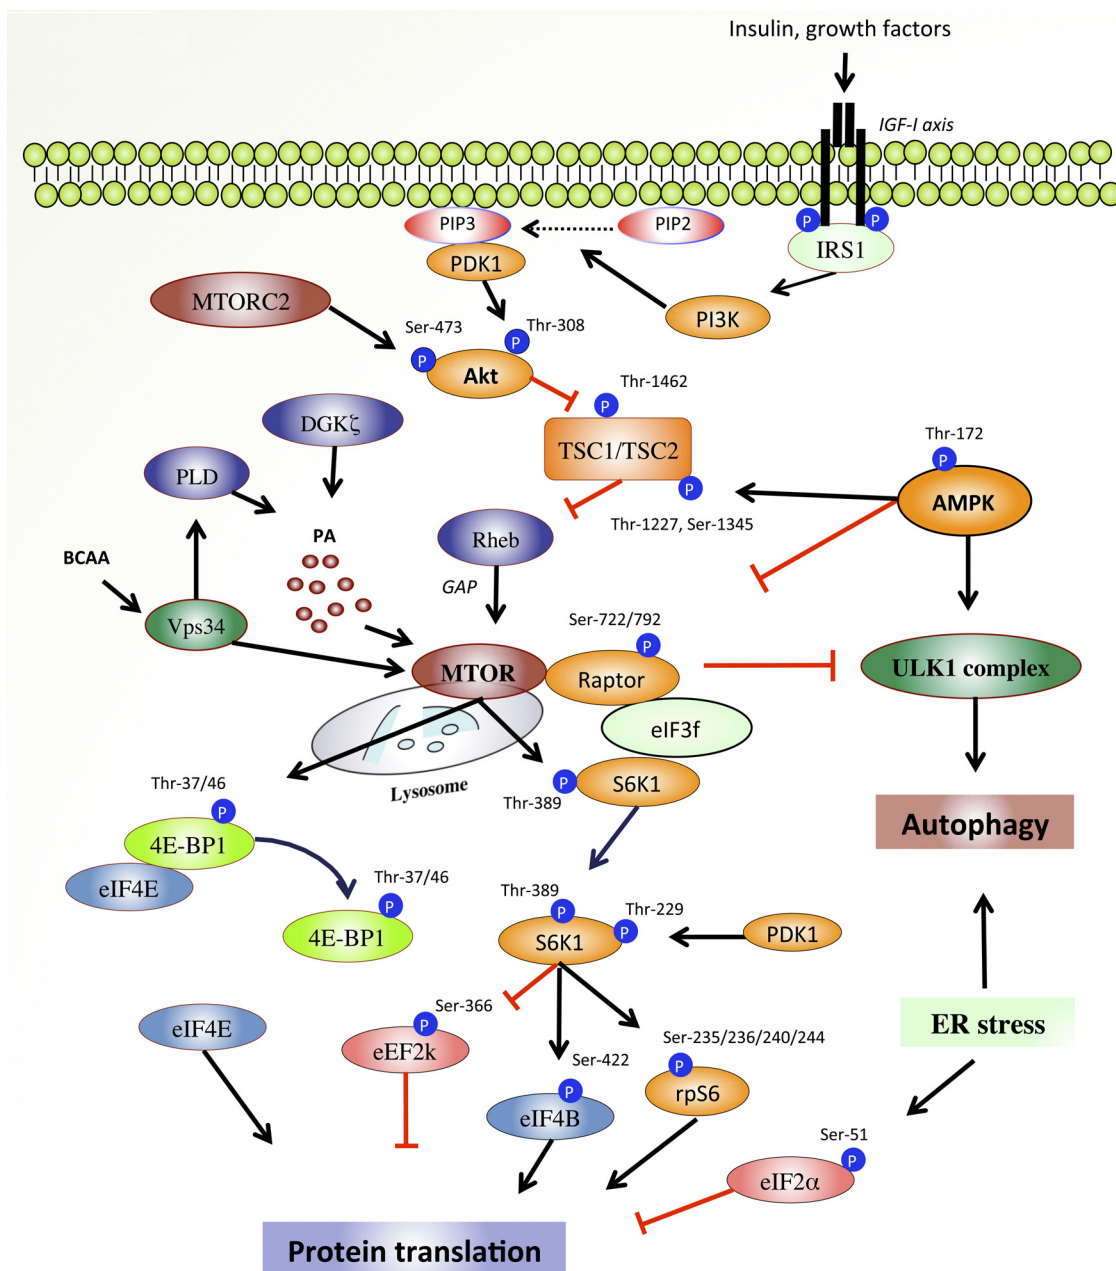 Insulin, growth factors
IGF-I axis
PIP3
PIP2
P
P
IRS1
PDK1
MTORC2
PI3K
Ser-473
Thr-308
P
P
Akt
Thr-1462
P
DGKζ
TSC1/TSC2
Thr-172
P
PLD
P
AMPK
Thr-1227, Ser-1345
PA
Rheb
BCAA
GAP
Vps34
Ser-722/792
P
MTOR
Raptor
ULK1 complex
eIF3f
Lysosome
P
S6K1
Thr-389
Thr-37/46
P
4E-BP1
Autophagy
eIF4E
Thr-37/46
P
4E-BP1
Thr-389
P
Thr-229
P
S6K1
PDK1
Ser-366
P
eIF4E
eEF2k
ER stress
Ser-235/236/240/244
Ser-422
P
rpS6
P
eIF4B
Ser-51
P
eIF2α
Protein translation